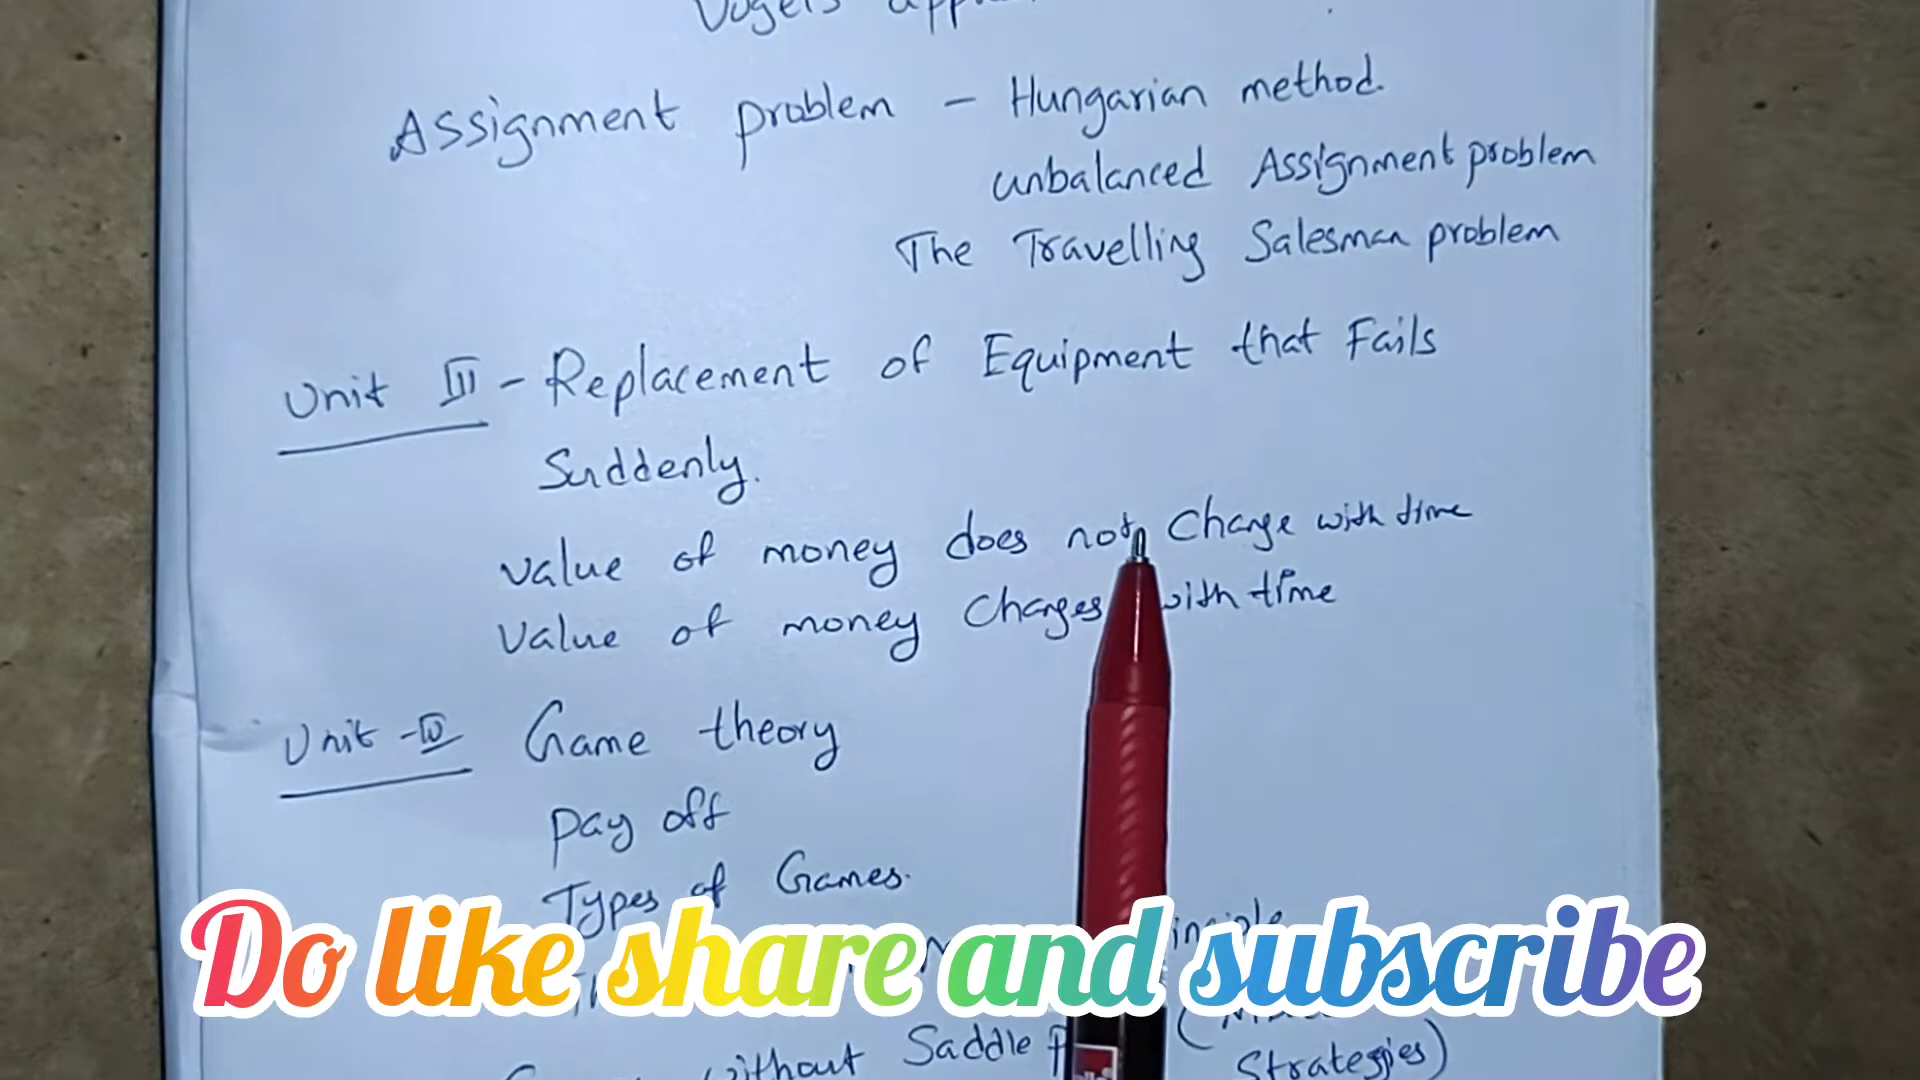 Vogels
Assignment problem - Hungarian method.
unbalanced Assignment problem
The Travelling Salesman problem
Unit III - Replacement of Equipment that Fails
Suddenly.
value of money does not Change with time
Value of money Changes with time
Unit - IV Game theory
Pay off
Types of Games.
Do like share and subscribe
without Saddle
Strategies)